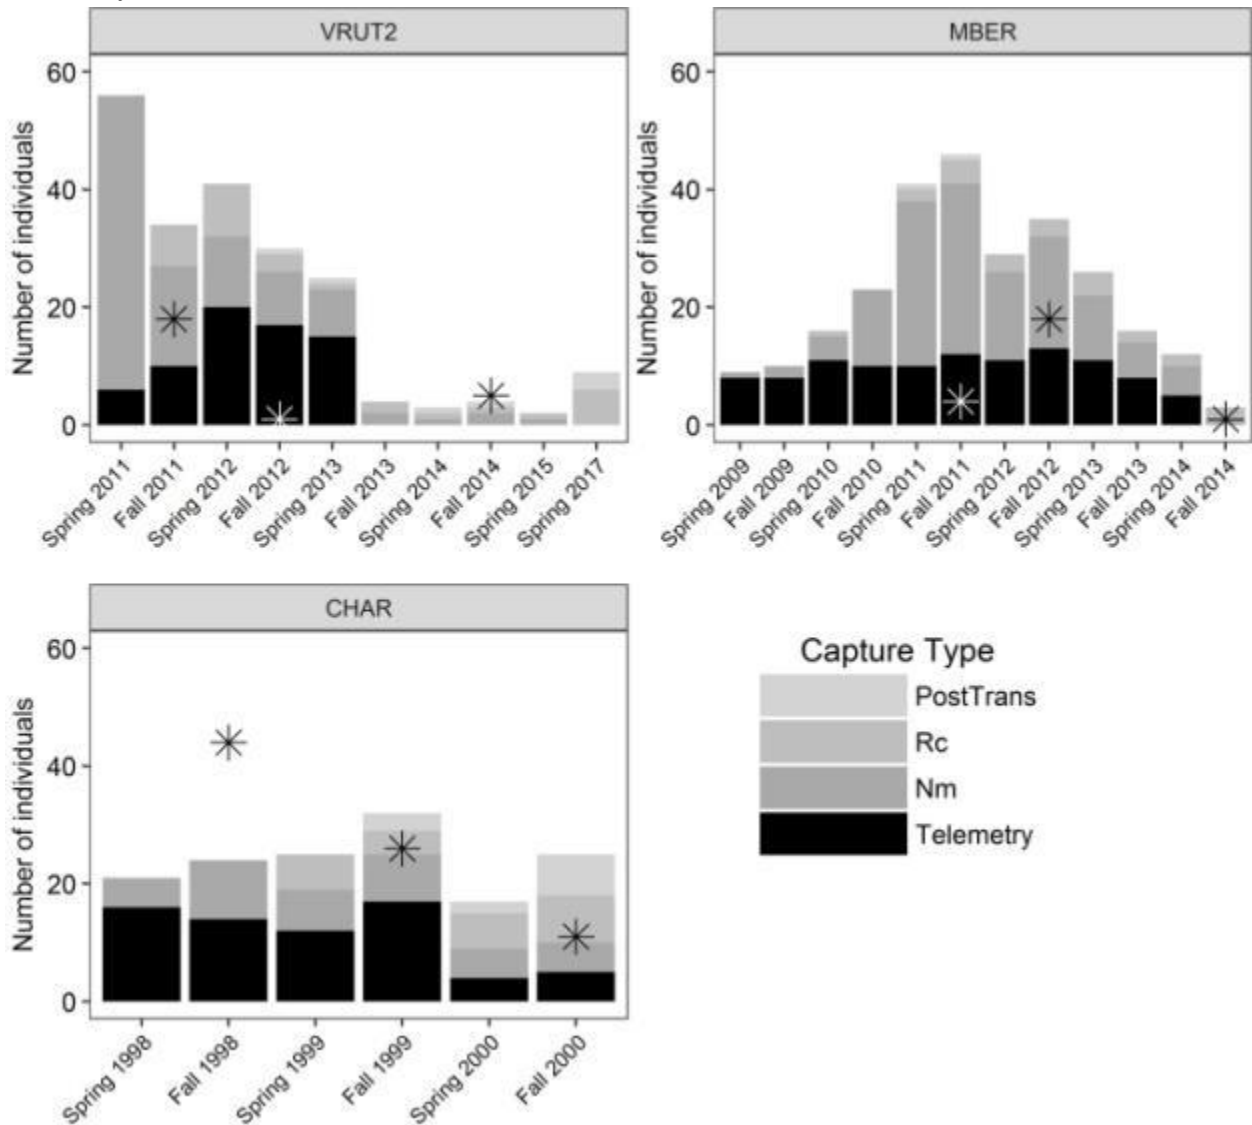 VRUT2
Number of individuals
60
40
20
0
Spring 2011
Fall 2011
Spring 2012
Fall 2012
Spring 2013
Fall 2013
Spring 2014
Fall 2014
Spring 2015
Spring 2017
MBER
Number of individuals
60
40
20
0
Spring 2009
Fall 2009
Spring 2010
Fall 2010
Spring 2011
Fall 2011
Spring 2012
Fall 2012
Spring 2013
Fall 2013
Spring 2014
Fall 2014
CHAR
Number of individuals
60
40
20
0
Spring 1998
Fall 1998
Spring 1999
Fall 1999
Spring 2000
Fall 2000
Capture Type
PostTrans
Rc
Nm
Telemetry